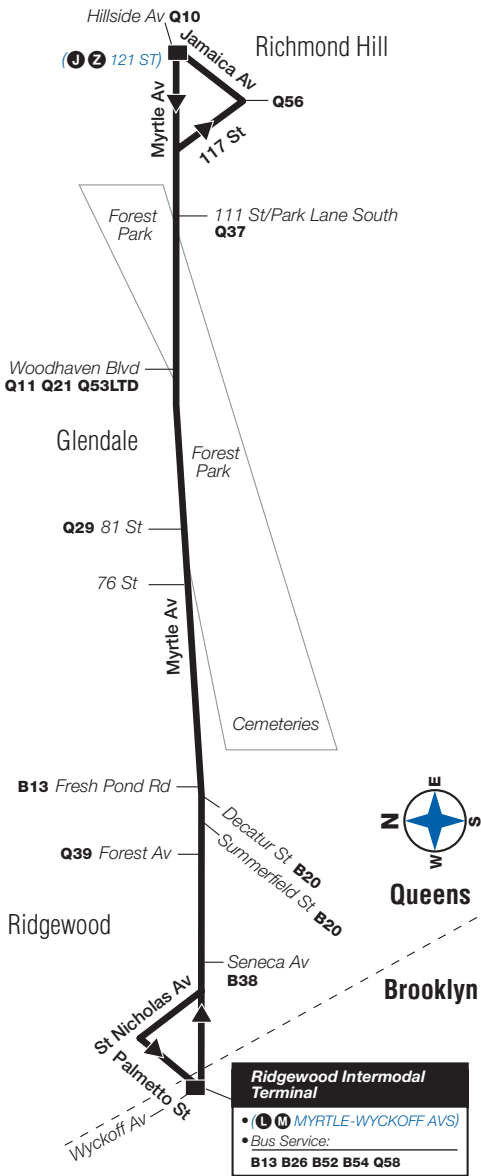 Hillside Av Q10
Richmond Hill
(J Z 121 ST)
Jamaica Av
Myrtle Av
Q56
117 St
Forest
Park
111 St/Park Lane South
Q37
Woodhaven Blvd
Q11 Q21 Q53LTD
Glendale
Forest
Park
Q29 81 St
76 St
Myrtle Av
Cemeteries
B13 Fresh Pond Rd
Decatur St B20
Summerfield St B20
Q39 Forest Av
N E S W
Queens
Ridgewood
Seneca Av
B38
Brooklyn
St Nicholas Av
Palmetto St
Wyckoff Av
Ridgewood Intermodal
Terminal
• (L M MYRTLE-WYCKOFF AVS)
• Bus Service:
B13 B26 B52 B54 Q58